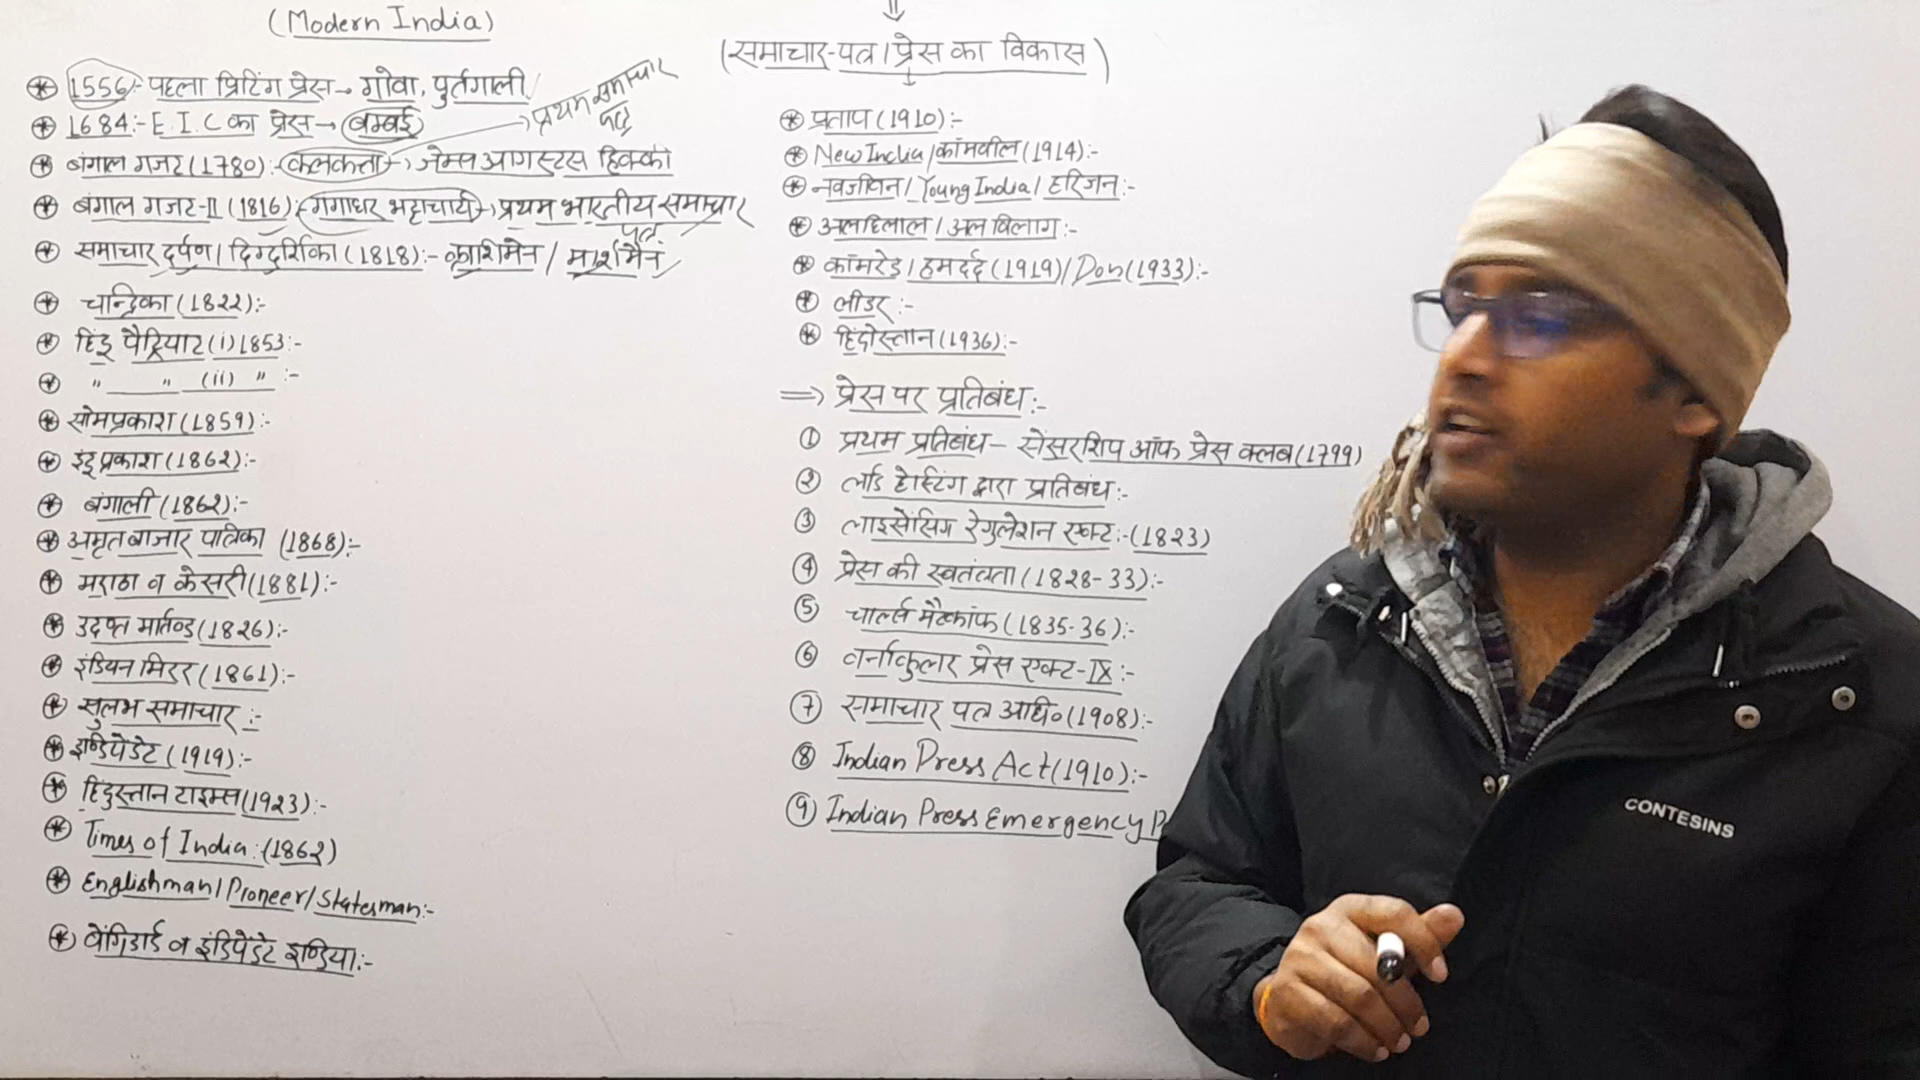 (Modern India)
(समाचार-पत्र/प्रेस का विकास)
1556:- पहला प्रिटिंग प्रेस→ गोवा, पुर्तगाली
प्रथम समाचार
पत्र
1684:- E.I.C का प्रेस→ बम्बई
बंगाल गजट (1780):- कलकत्ता→ जेम्स आगस्टस हिक्की
बंगाल गजट-II (1816):- गंगाधर भट्टाचार्य→ प्रथम भारतीय समाचार
पत्र
समाचार दर्पण/ दिग्दर्शिका (1818):- क्राशिमेन / मार्शमैन
चान्द्रिका (1822):-
हिंदू पैट्रियाट (i) 1853:-
" " (ii) " :-
सोमप्रकाश (1859):-
इंदु प्रकाश (1862):-
बंगाली (1862):-
अमृत बाजार पत्रिका (1868):-
मराठा व केसरी (1881):-
उदन्त मार्तन्ड (1826):-
इंडियन मिरर (1861):-
सुलभ समाचार :-
इण्डिपेंडेंट (1919):-
हिंदुस्तान टाइम्स (1923):-
Times of India:(1862)
Englishman/Pioneer/Statesman:-
व इंडिपेंडेंट इण्डिया:-
प्रताप (1910):-
New India/कॉमवील (1914):-
नवजीवन/ Young India/ हरिजन:-
अलहिलाल / अल बिलाग:-
कॉमरेड/ हमदर्द (1919)/ Don (1933):-
लीडर :-
हिंदोस्तान (1936):-
⇒ प्रेस पर प्रतिबंध:-
① प्रथम प्रतिबंध- सेंसरशिप ऑफ प्रेस क्लब (1799)
② लॉर्ड हेस्टिंग द्वारा प्रतिबंध:-
③ लाइसेंसिंग रेगुलेशन एक्ट:-(1823)
④ प्रेस की स्वतंत्रता (1828-33):-
⑤ चार्ल्स मैटकॉफ (1835-36):-
⑥ वर्नाकुलर प्रेस एक्ट-IX:-
⑦ समाचार पत्र अधि० (1908):-
⑧ Indian Press Act (1910):-
⑨ Indian Press Emergency P
CONTESINS